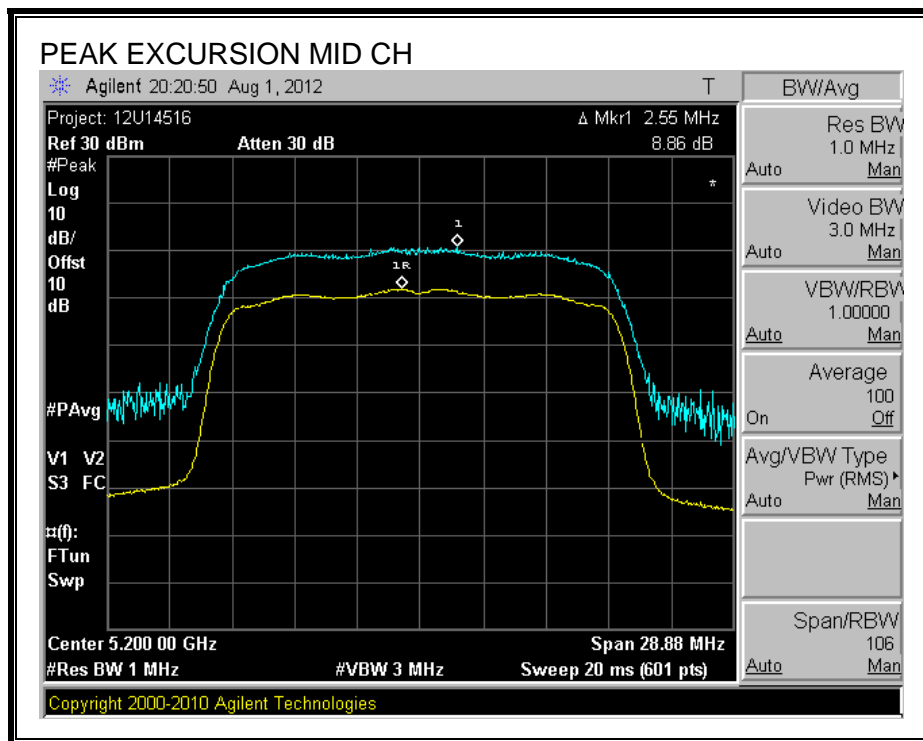 PEAK EXCURSION MID CH
Agilent 20:20:50 Aug 1, 2012 T
Project: 12U14516 Δ Mkr1 2.55 MHz
Ref 30 dBm Atten 30 dB 8.86 dB
#Peak
Log
10
dB/
Offst
10
dB
#PAvg
V1 V2
S3 FC
¤(f):
FTun
Swp
*
1
1R
Center 5.200 00 GHz Span 28.88 MHz
#Res BW 1 MHz #VBW 3 MHz Sweep 20 ms (601 pts)
Copyright 2000-2010 Agilent Technologies
BW/Avg
Res BW
1.0 MHz
Auto Man
Video BW
3.0 MHz
Auto Man
VBW/RBW
1.00000
Auto Man
Average
100
On Off
Avg/VBW Type
Pwr (RMS)
Auto Man
Span/RBW
106
Auto Man